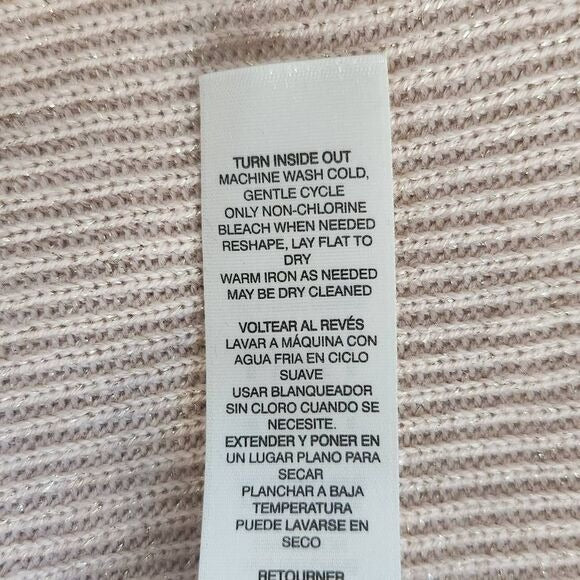 TURN INSIDE OUT
MACHINE WASH COLD,
GENTLE CYCLE
ONLY NON-CHLORINE
BLEACH WHEN NEEDED
RESHAPE, LAY FLAT TO
DRY
WARM IRON AS NEEDED
MAY BE DRY CLEANED
VOLTEAR AL REVÉS
LAVAR A MÁQUINA CON
AGUA FRIA EN CICLO
SUAVE
USAR BLANQUEADOR
SIN CLORO CUANDO SE
NECESITE.
EXTENDER Y PONER EN
UN LUGAR PLANO PARA
SECAR
PLANCHAR A BAJA
TEMPERATURA
PUEDE LAVARSE EN
SECO
RETOURNER